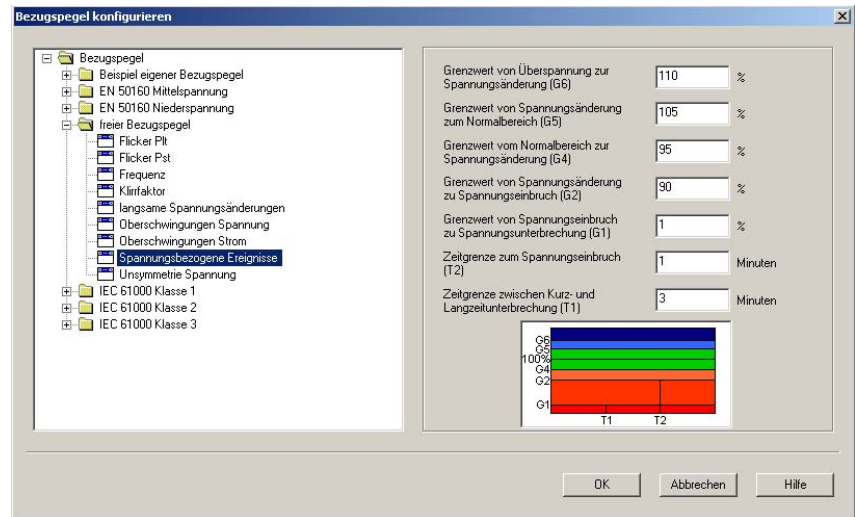 Bezugspegel konfigurieren
Bezugspegel
Beispiel eigener Bezugspegel
EN 50160 Mittelspannung
EN 50160 Niederspannung
freier Bezugspegel
Flicker Plt
Flicker Pst
Frequenz
Klirrfaktor
langsame Spannungsänderungen
Oberschwingungen Spannung
Oberschwingungen Strom
Spannungsbezogene Ereignisse
Unsymmetrie Spannung
IEC 61000 Klasse 1
IEC 61000 Klasse 2
IEC 61000 Klasse 3
Grenzwert von Überspannung zur
Spannungsänderung (G6)
110 %
Grenzwert von Spannungsänderung
zum Normalbereich (G5)
105 %
Grenzwert vom Normalbereich zur
Spannungsänderung (G4)
95 %
Grenzwert von Spannungsänderung
zu Spannungseinbruch (G2)
90 %
Grenzwert von Spannungseinbruch
zu Spannungsunterbrechung (G1)
1 %
Zeitgrenze zum Spannungseinbruch
(T2)
1 Minuten
Zeitgrenze zwischen Kurz- und
Langzeitunterbrechung (T1)
3 Minuten
G6
G5
100%
G4
G2
G1
T1 T2
OK Abbrechen Hilfe